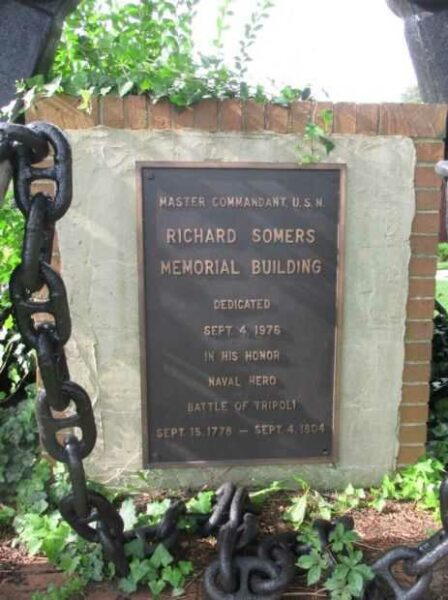 MASTER COMMANDANT, U.S.N.
RICHARD SOMERS
MEMORIAL BUILDING
DEDICATED
SEPT. 4, 1976
IN HIS HONOR
NAVAL HERO
BATTLE OF TRIPOLI
SEPT. 15, 1778 — SEPT. 4, 1804